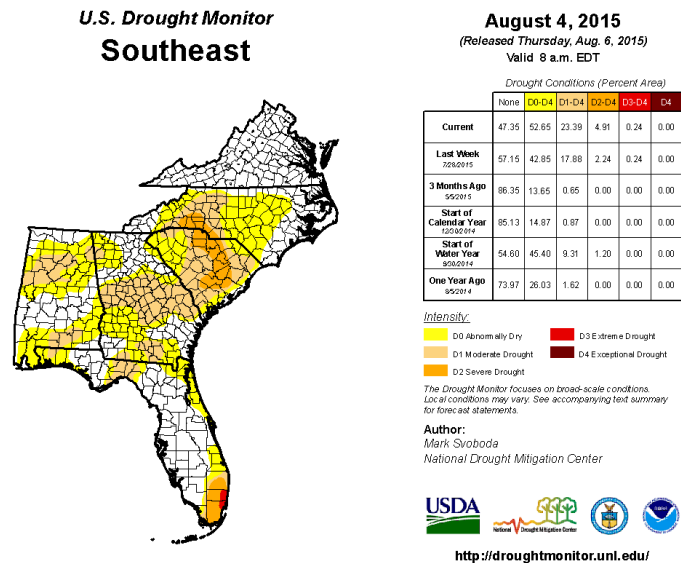 U.S. Drought Monitor
Southeast
August 4, 2015
(Released Thursday, Aug. 6, 2015)
Valid 8 a.m. EDT
Drought Conditions (Percent Area)
None D0-D4 D1-D4 D2-D4 D3-D4 D4
Current 47.35 52.65 23.39 4.91 0.24 0.00
Last Week 57.15 42.85 17.88 2.24 0.24 0.00
7/28/2015
3 Months Ago 86.35 13.65 0.65 0.00 0.00 0.00
5/5/2015
Start of
Calendar Year 85.13 14.87 0.87 0.00 0.00 0.00
12/30/2014
Start of
Water Year 54.60 45.40 9.31 1.20 0.00 0.00
9/30/2014
One Year Ago 73.97 26.03 1.62 0.00 0.00 0.00
8/5/2014
Intensity:
D0 Abnormally Dry
D1 Moderate Drought
D2 Severe Drought
D3 Extreme Drought
D4 Exceptional Drought
The Drought Monitor focuses on broad-scale conditions.
Local conditions may vary. See accompanying text summary
for forecast statements.
Author:
Mark Svoboda
National Drought Mitigation Center
USDA
National Drought Mitigation Center
http://droughtmonitor.unl.edu/